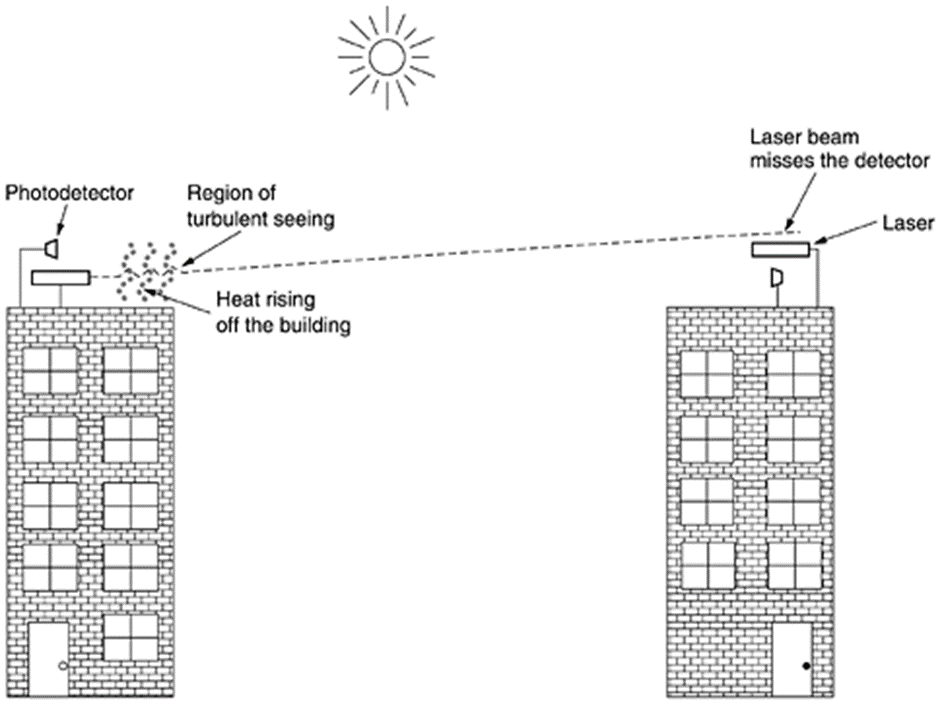 Laser beam
misses the detector
Photodetector
Region of
turbulent seeing
Laser
Heat rising
off the building